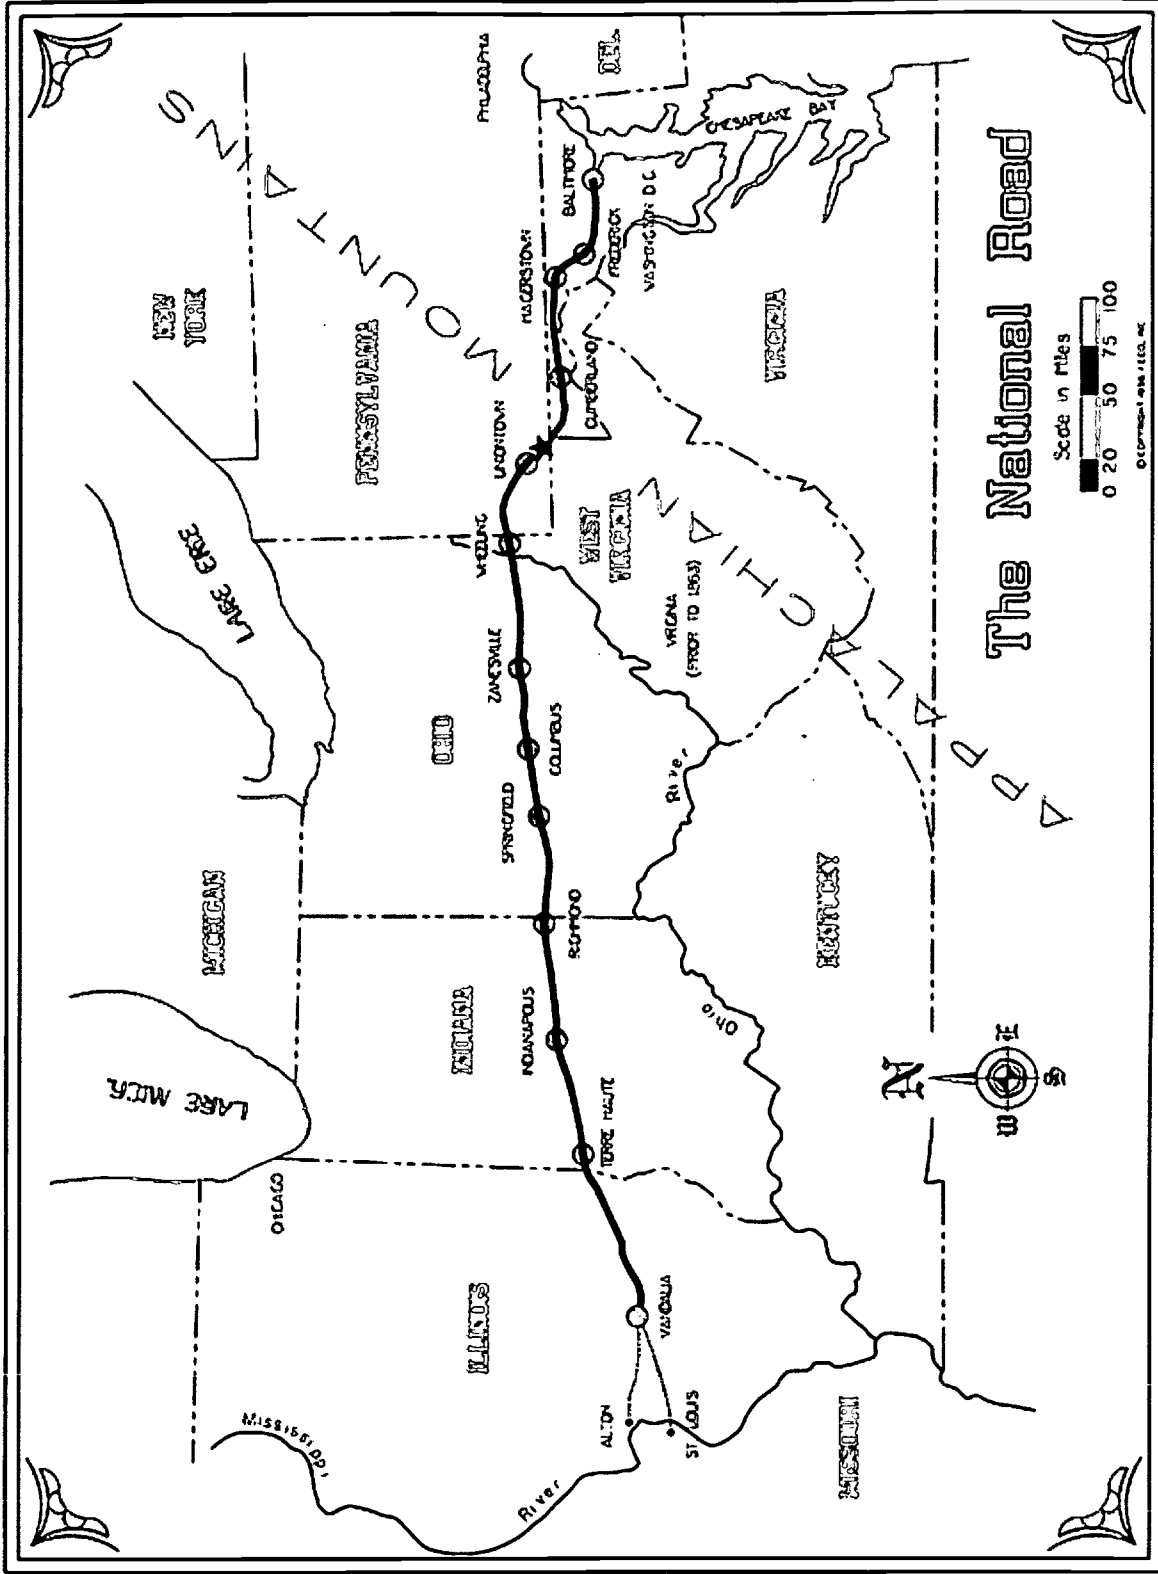 LAKE MICH.
MICHIGAN
LAKE ERIE
NEW
YORK
CHICAGO
PENNSYLVANIA
PHILADELPHIA
Mississippi
River
ILLINOIS
INDIANA
OHIO
TERRE HAUTE
INDIANAPOLIS
RICHMOND
SPRINGFIELD
COLUMBUS
ZANESVILLE
WHEELING
UNIONTOWN
CUMBERLAND
HAGERSTOWN
FREDERICK
BALTIMORE
WASHINGTON D.C.
DEL.
CHESAPEAKE BAY
ALTON
ST. LOUIS
VANDALIA
WEST
VIRGINIA
VIRGINIA
(PRIOR TO 1863)
VIRGINIA
Ohio
River
MISSOURI
KENTUCKY
APPALACHIAN MOUNTAINS
N
W E
S
The National Road
Scale in Miles
0 20 50 75 100